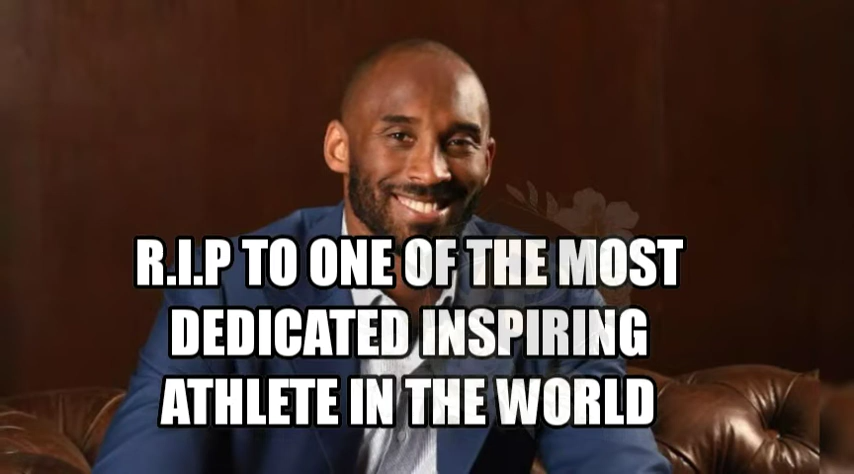 R.I.P TO ONE OF THE MOST
DEDICATED INSPIRING
ATHLETE IN THE WORLD